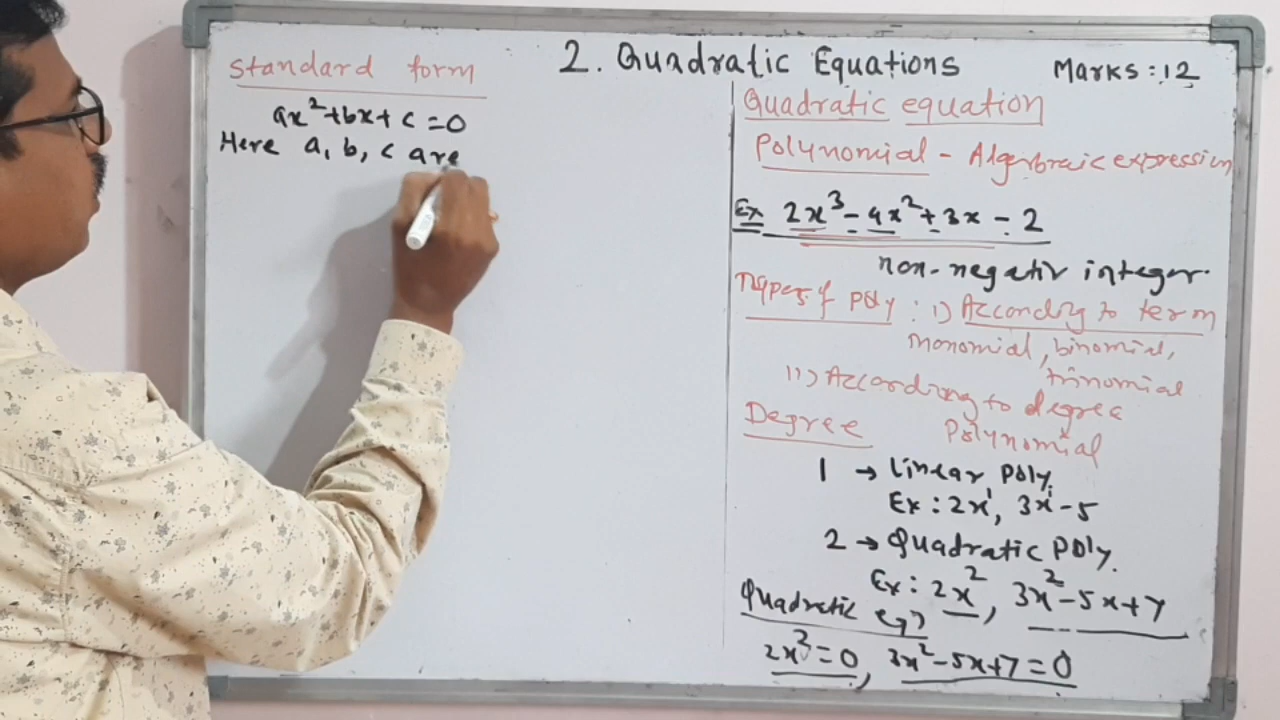 2. Quadratic Equations
Marks: 12
Standard form
ax²+bx+c=0
Here a, b, c are
Quadratic equation
Polynomial - Algebraic expression
Ex 2x³-4x²+3x-2
non-negativ integer.
Types of poly: i) According to term
monomial, binomial,
trinomial
ii) According to degree
Degree
Polynomial
1 → Linear poly.
Ex: 2x¹, 3x¹-5
2 → Quadratic poly.
Ex: 2x², 3x²-5x+7
Quadratic eqn
2x²=0, 3x²-5x+7=0